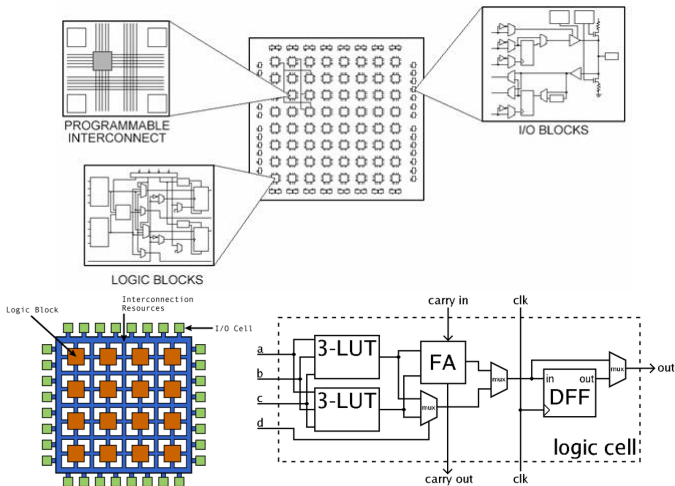 PROGRAMMABLE
INTERCONNECT
I/O BLOCKS
LOGIC BLOCKS
Logic Block
Interconnection
Resources
I/O Cell
carry in
clk
a
b
c
d
3-LUT
3-LUT
FA
mux
mux
in
out
DFF
mux
out
logic cell
carry out
clk